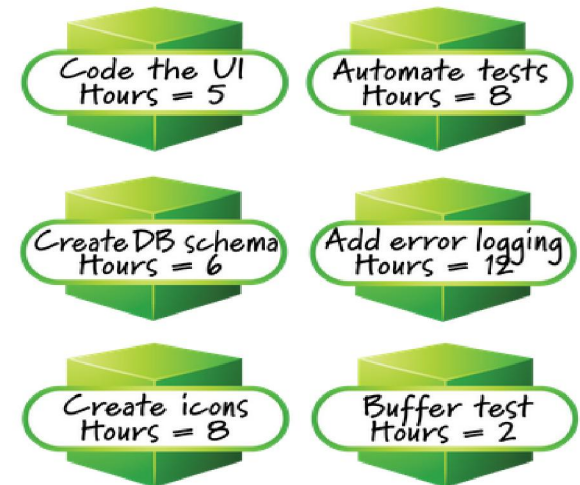 Code the UI
Hours = 5
Automate tests
Hours = 8
Create DB schema
Hours = 6
Add error logging
Hours = 12
Create icons
Hours = 8
Buffer test
Hours = 2